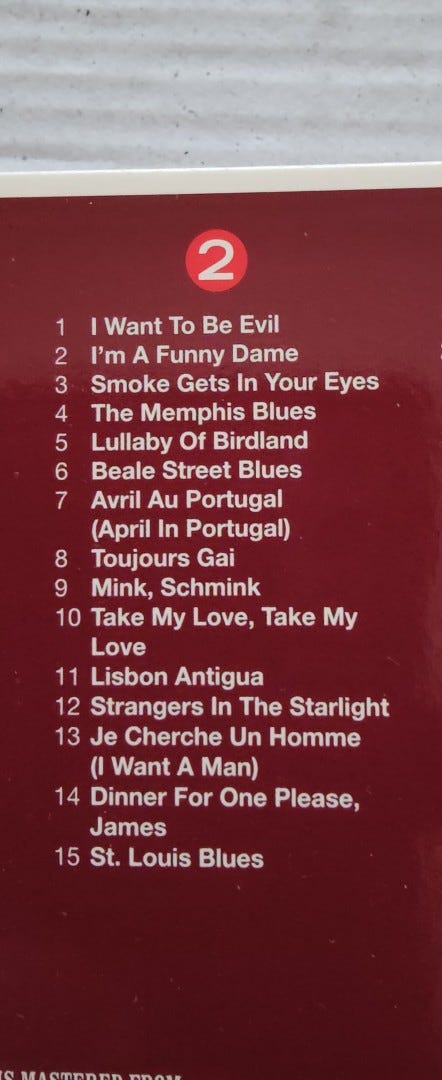 2
1 I Want To Be Evil
2 I'm A Funny Dame
3 Smoke Gets In Your Eyes
4 The Memphis Blues
5 Lullaby Of Birdland
6 Beale Street Blues
7 Avril Au Portugal
(April In Portugal)
8 Toujours Gai
9 Mink, Schmink
10 Take My Love, Take My
Love
11 Lisbon Antigua
12 Strangers In The Starlight
13 Je Cherche Un Homme
(I Want A Man)
14 Dinner For One Please,
James
15 St. Louis Blues
MASTERED FROM